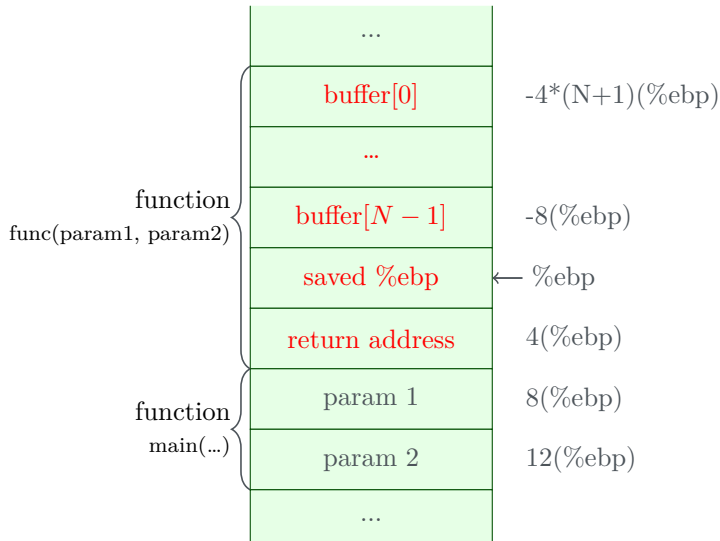 ...
buffer[0] -4*(N+1)(%ebp)
...
function
func(param1, param2)
buffer[N − 1] -8(%ebp)
saved %ebp %ebp
return address 4(%ebp)
function
main(...)
param 1 8(%ebp)
param 2 12(%ebp)
...